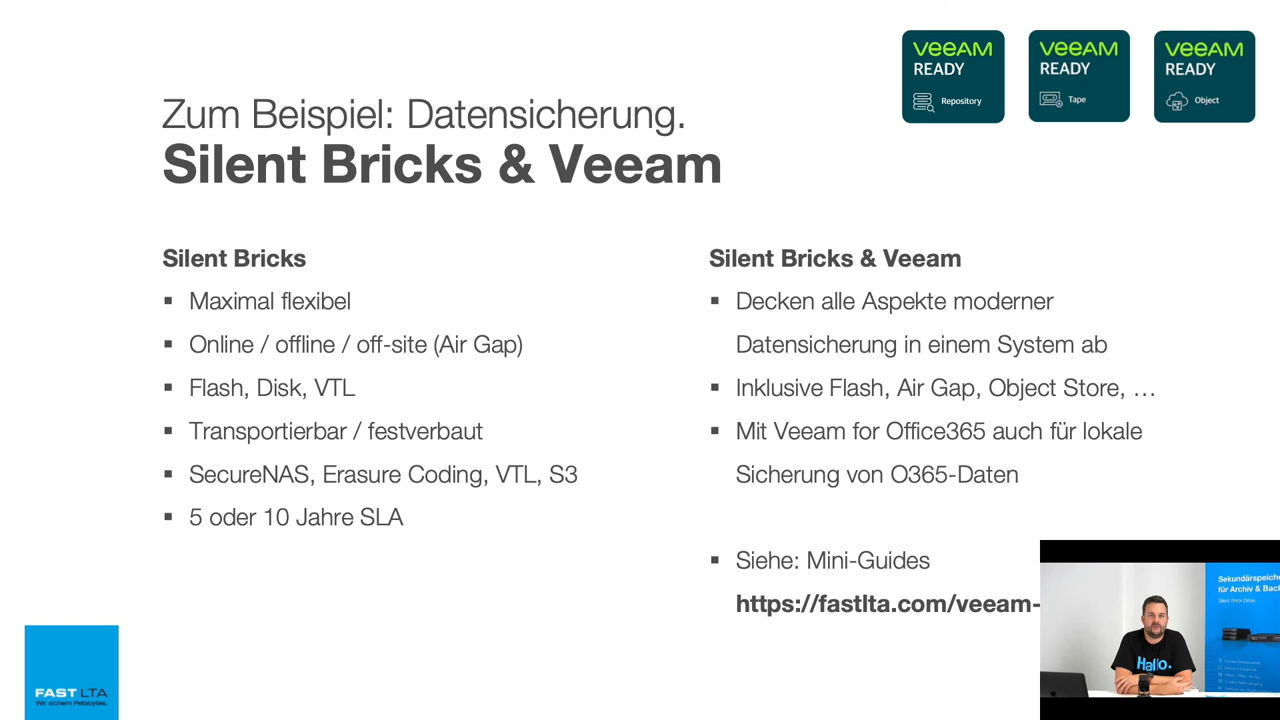 VEEAM
READY
Repository
VEEAM
READY
Tape
VEEAM
READY
Object
Zum Beispiel: Datensicherung.
Silent Bricks & Veeam
Silent Bricks
▪ Maximal flexibel
▪ Online / offline / off-site (Air Gap)
▪ Flash, Disk, VTL
▪ Transportierbar / festverbaut
▪ SecureNAS, Erasure Coding, VTL, S3
▪ 5 oder 10 Jahre SLA
Silent Bricks & Veeam
▪ Decken alle Aspekte moderner
Datensicherung in einem System ab
▪ Inklusive Flash, Air Gap, Object Store, …
▪ Mit Veeam for Office365 auch für lokale
Sicherung von O365-Daten
▪ Siehe: Mini-Guides
https://fastlta.com/veeam-
Sekundärspeiche
für Archiv & Back
Hallo.
FAST LTA
Wir sichern Petabytes.